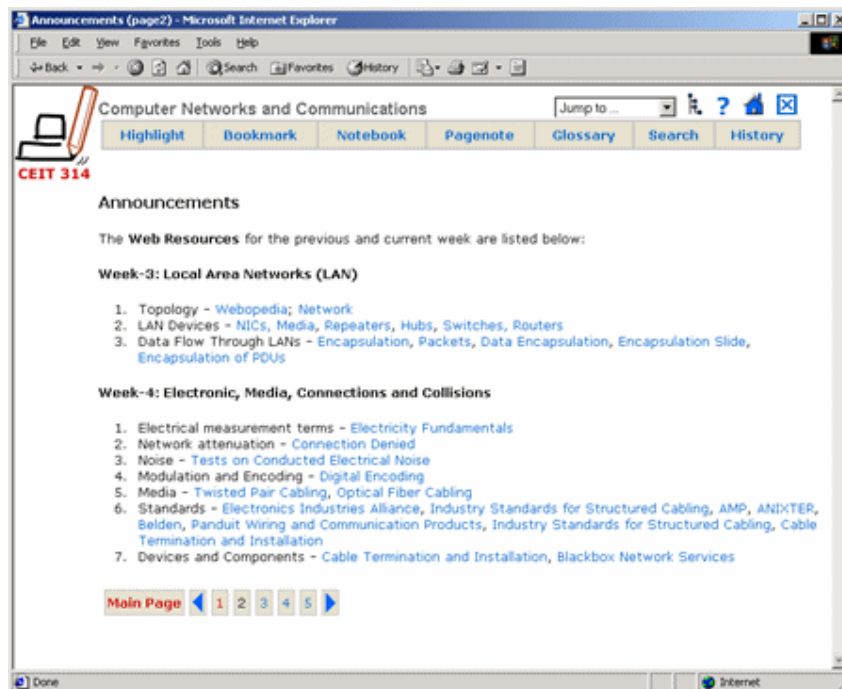 Announcements (page2) - Microsoft Internet Explorer
File Edit View Favorites Tools Help
Back Search Favorites History
Computer Networks and Communications
Jump to ...
?
Highlight Bookmark Notebook Pagenote Glossary Search History
CEIT 314
Announcements
The Web Resources for the previous and current week are listed below:
Week-3: Local Area Networks (LAN)
1. Topology - Webopedia; Network
2. LAN Devices - NICs, Media, Repeaters, Hubs, Switches, Routers
3. Data Flow Through LANs - Encapsulation, Packets, Data Encapsulation, Encapsulation Slide,
Encapsulation of PDUs
Week-4: Electronic, Media, Connections and Collisions
1. Electrical measurement terms - Electricity Fundamentals
2. Network attenuation - Connection Denied
3. Noise - Tests on Conducted Electrical Noise
4. Modulation and Encoding - Digital Encoding
5. Media - Twisted Pair Cabling, Optical Fiber Cabling
6. Standards - Electronics Industries Alliance, Industry Standards for Structured Cabling, AMP, ANIXTER,
Belden, Panduit Wiring and Communication Products, Industry Standards for Structured Cabling, Cable
Termination and Installation
7. Devices and Components - Cable Termination and Installation, Blackbox Network Services
Main Page 1 2 3 4 5
Done Internet